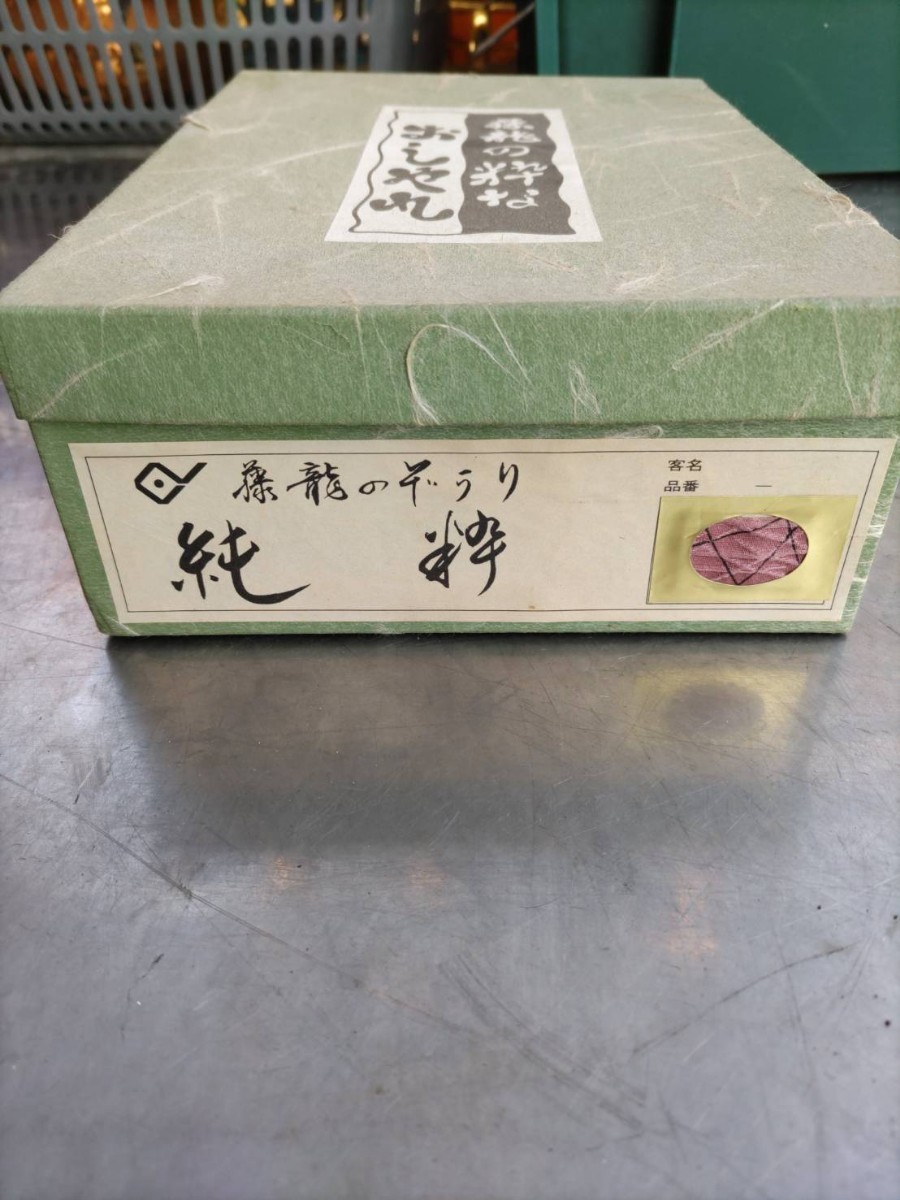 藤龍の粋な
おしゃれ
藤龍のぞうり
純粋
客名
品番 —